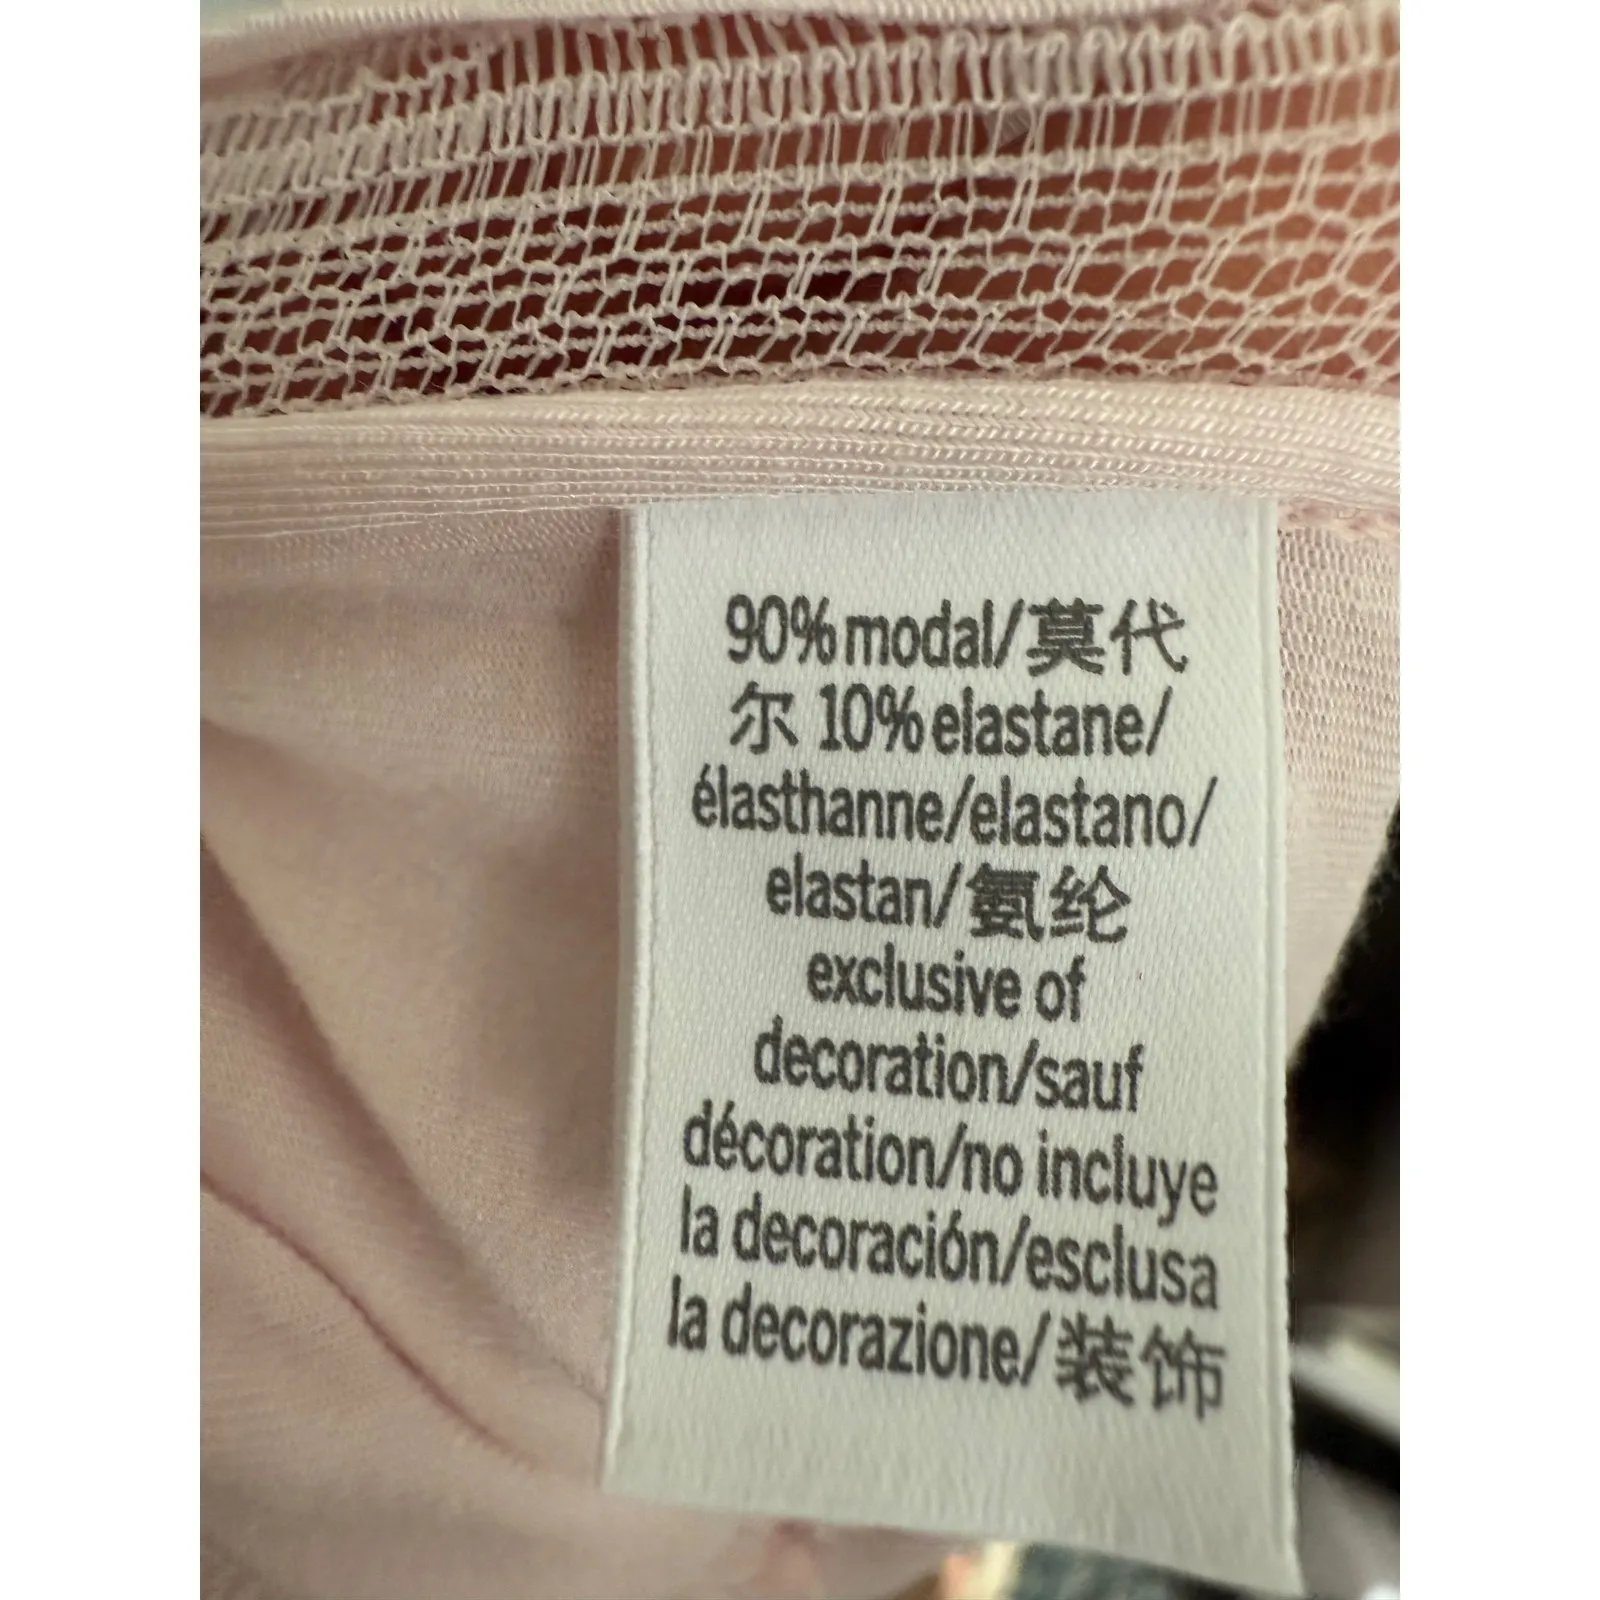 90% modal/莫代
尔 10% elastane/
élasthanne/elastano/
elastan/氨纶
exclusive of
decoration/sauf
décoration/no incluye
la decoración/esclusa
la decorazione/装饰